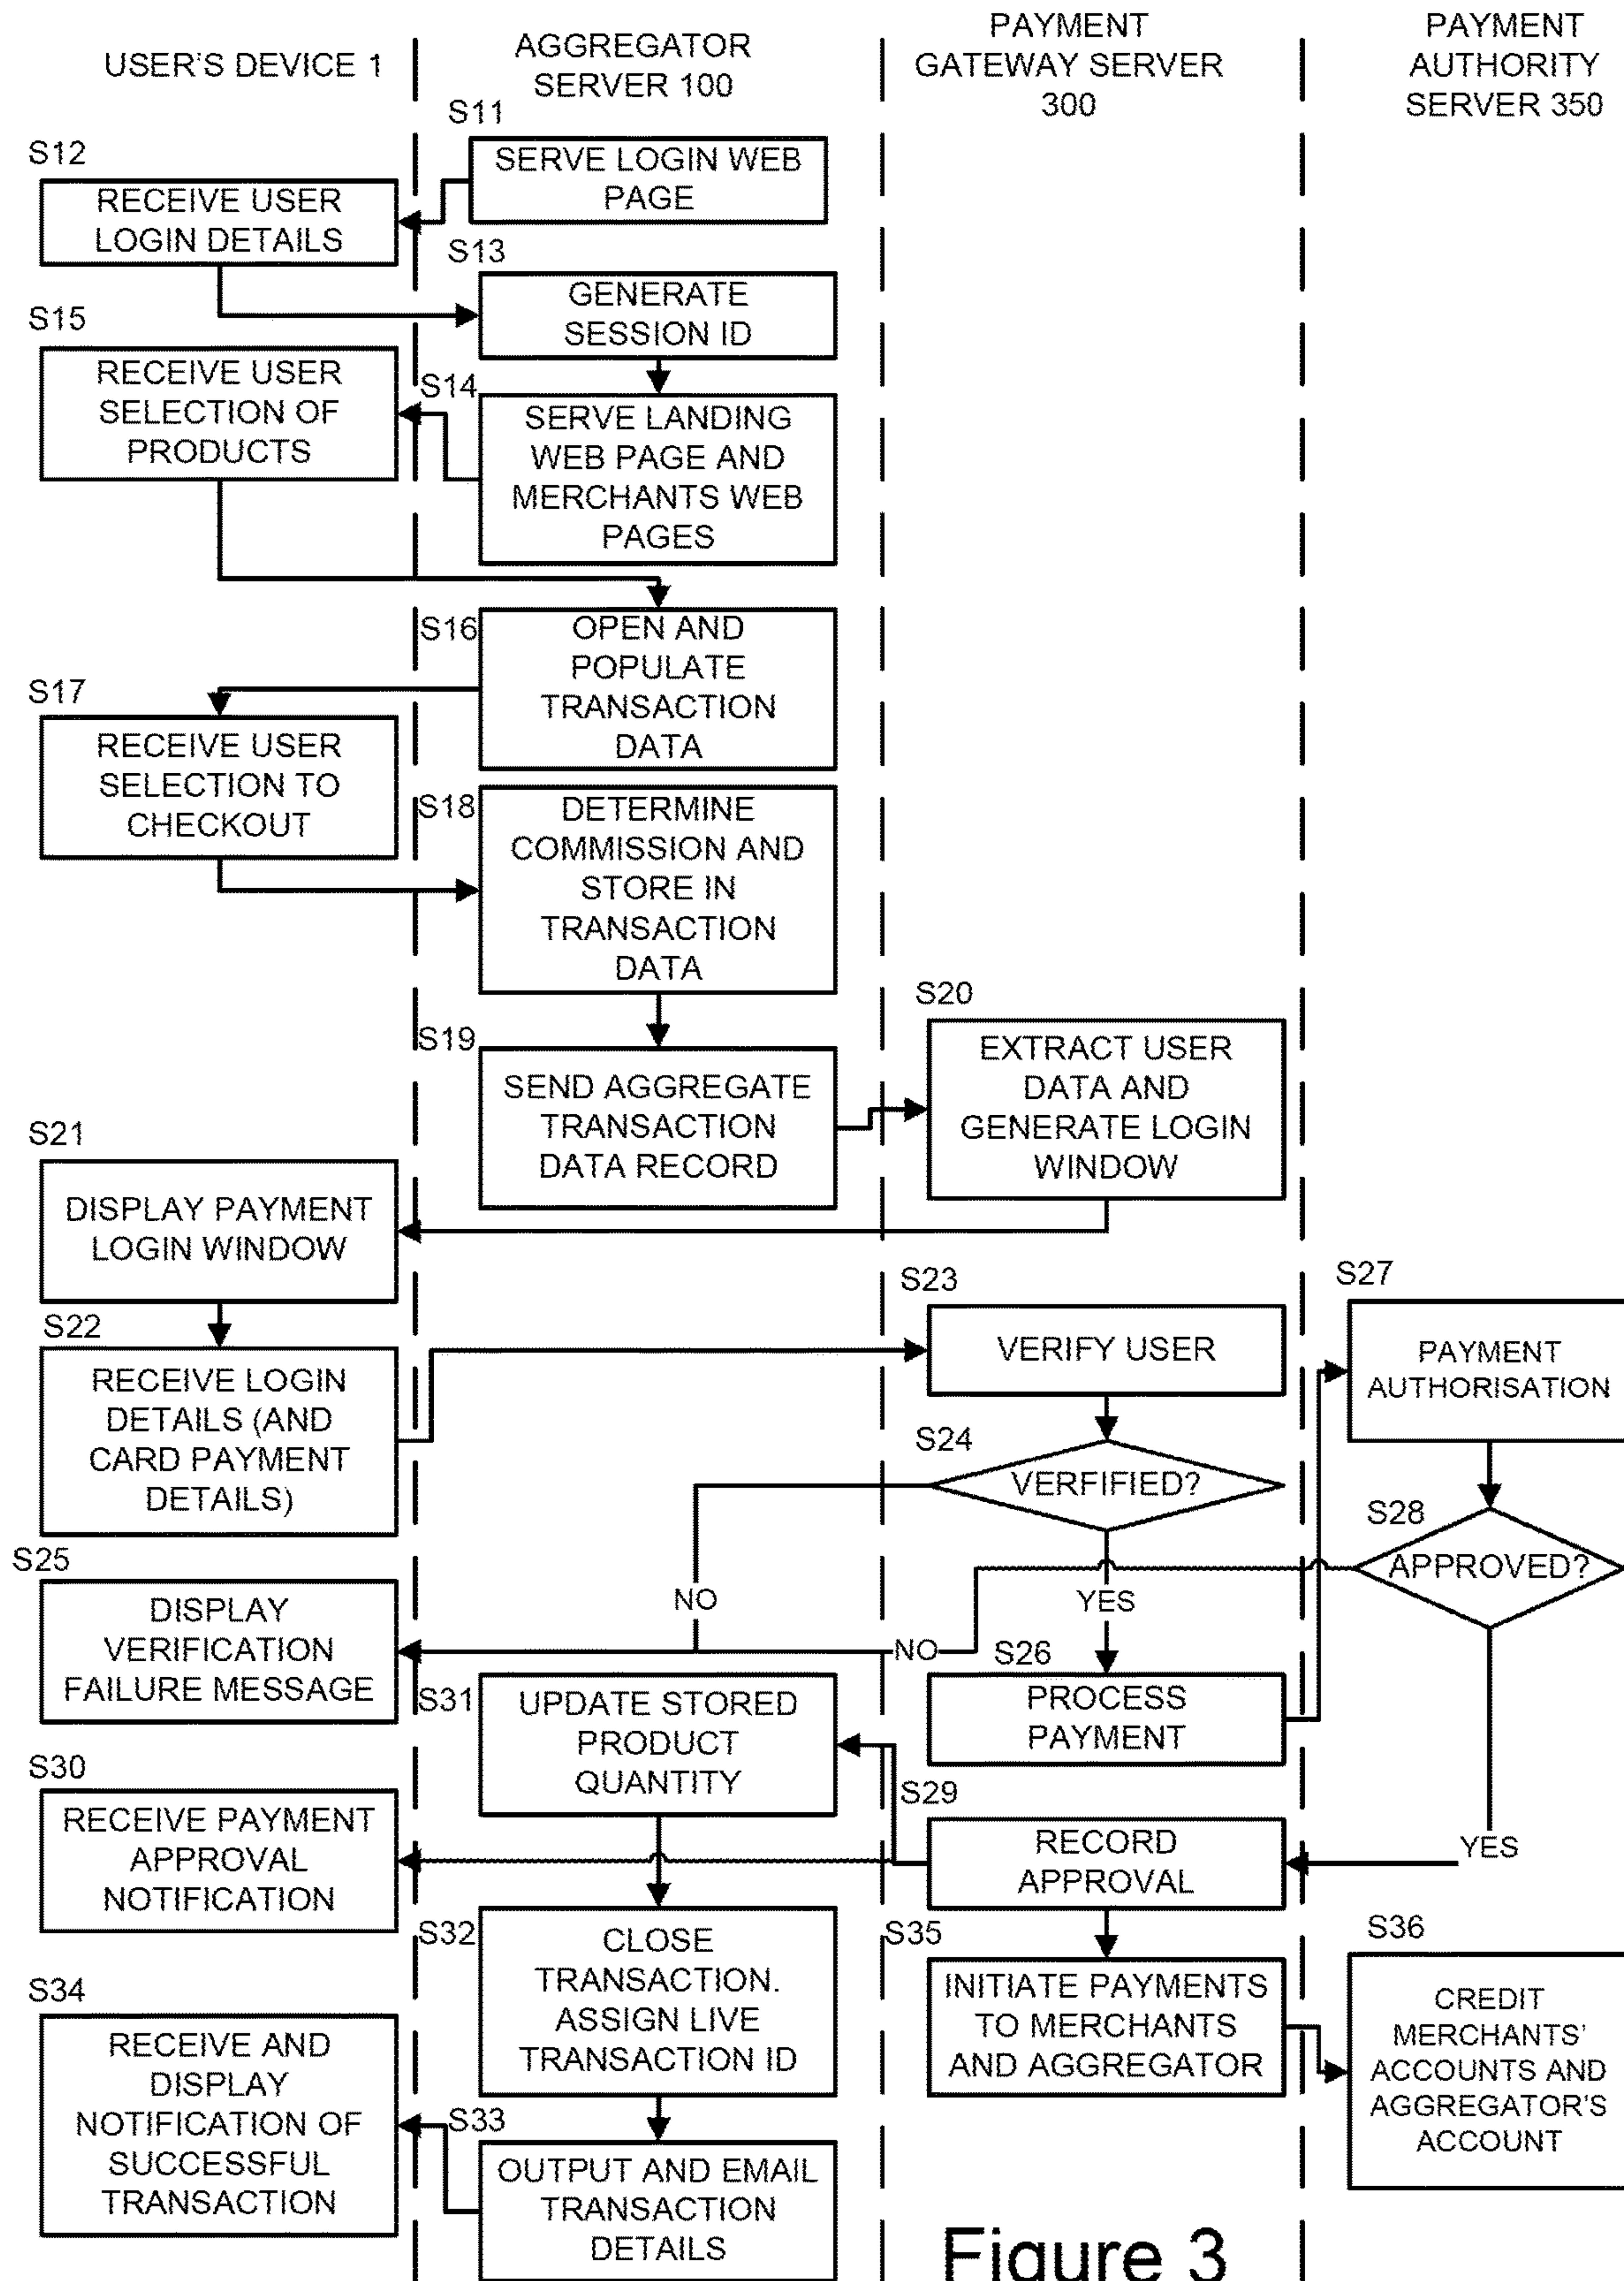 USER'S DEVICE 1
AGGREGATOR
SERVER 100
PAYMENT
GATEWAY SERVER
300
PAYMENT
AUTHORITY
SERVER 350
S11
SERVE LOGIN WEB
PAGE
S12
RECEIVE USER
LOGIN DETAILS
S13
GENERATE
SESSION ID
S14
SERVE LANDING
WEB PAGE AND
MERCHANTS WEB
PAGES
S15
RECEIVE USER
SELECTION OF
PRODUCTS
S16
OPEN AND
POPULATE
TRANSACTION
DATA
S17
RECEIVE USER
SELECTION TO
CHECKOUT
S18
DETERMINE
COMMISSION AND
STORE IN
TRANSACTION
DATA
S19
SEND AGGREGATE
TRANSACTION
DATA RECORD
S20
EXTRACT USER
DATA AND
GENERATE LOGIN
WINDOW
S21
DISPLAY PAYMENT
LOGIN WINDOW
S22
RECEIVE LOGIN
DETAILS (AND
CARD PAYMENT
DETAILS)
S23
VERIFY USER
S24
VERFIFIED?
NO
YES
S25
DISPLAY
VERIFICATION
FAILURE MESSAGE
S26
PROCESS
PAYMENT
S27
PAYMENT
AUTHORISATION
S28
APPROVED?
NO
YES
S29
RECORD
APPROVAL
S30
RECEIVE PAYMENT
APPROVAL
NOTIFICATION
S31
UPDATE STORED
PRODUCT
QUANTITY
S32
CLOSE
TRANSACTION.
ASSIGN LIVE
TRANSACTION ID
S33
OUTPUT AND EMAIL
TRANSACTION
DETAILS
S34
RECEIVE AND
DISPLAY
NOTIFICATION OF
SUCCESSFUL
TRANSACTION
S35
INITIATE PAYMENTS
TO MERCHANTS
AND AGGREGATOR
S36
CREDIT
MERCHANTS'
ACCOUNTS AND
AGGREGATOR'S
ACCOUNT
Figure 3